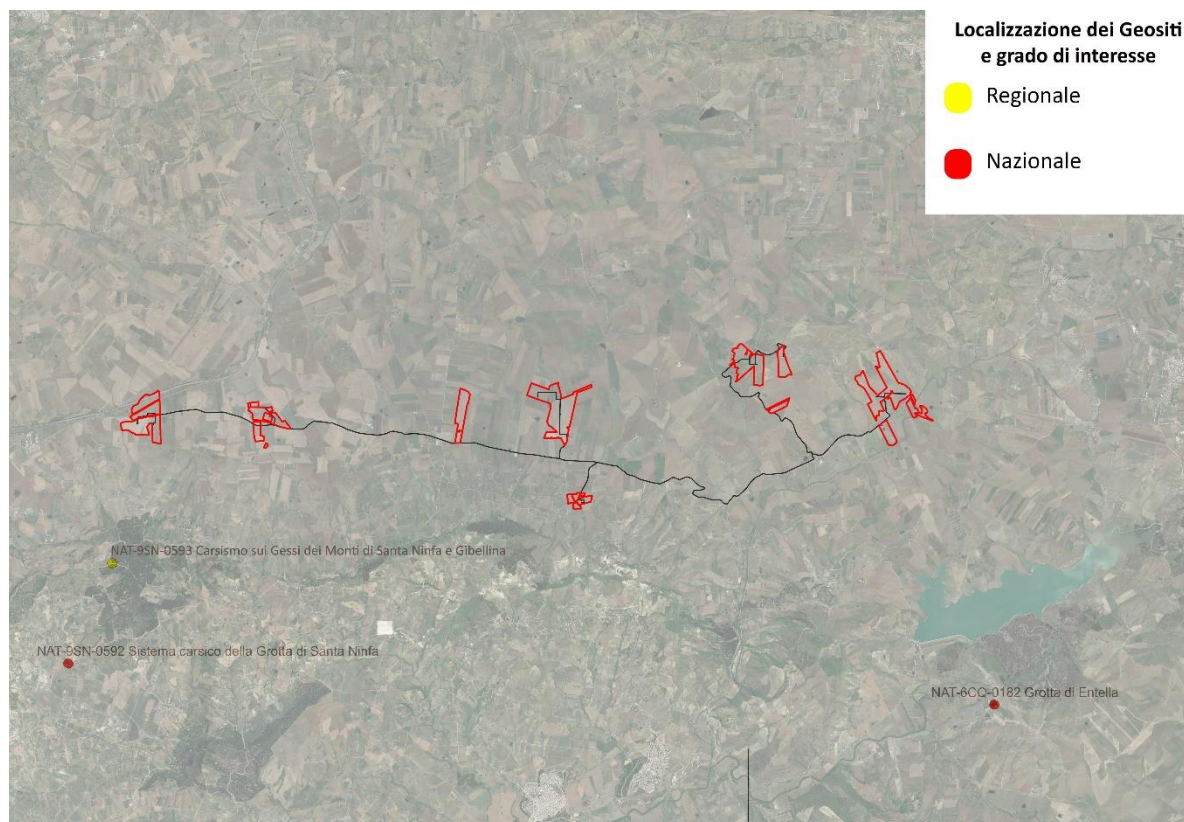 Localizzazione dei Geositi
e grado di interesse
Regionale
Nazionale
NAT-9SN-0593 Carsismo sui Gessi dei Monti di Santa Ninfa e Gibellina
NAT-9SN-0592 Sistema carsico della Grotta di Santa Ninfa
NAT-6CQ-0182 Grotta di Entella